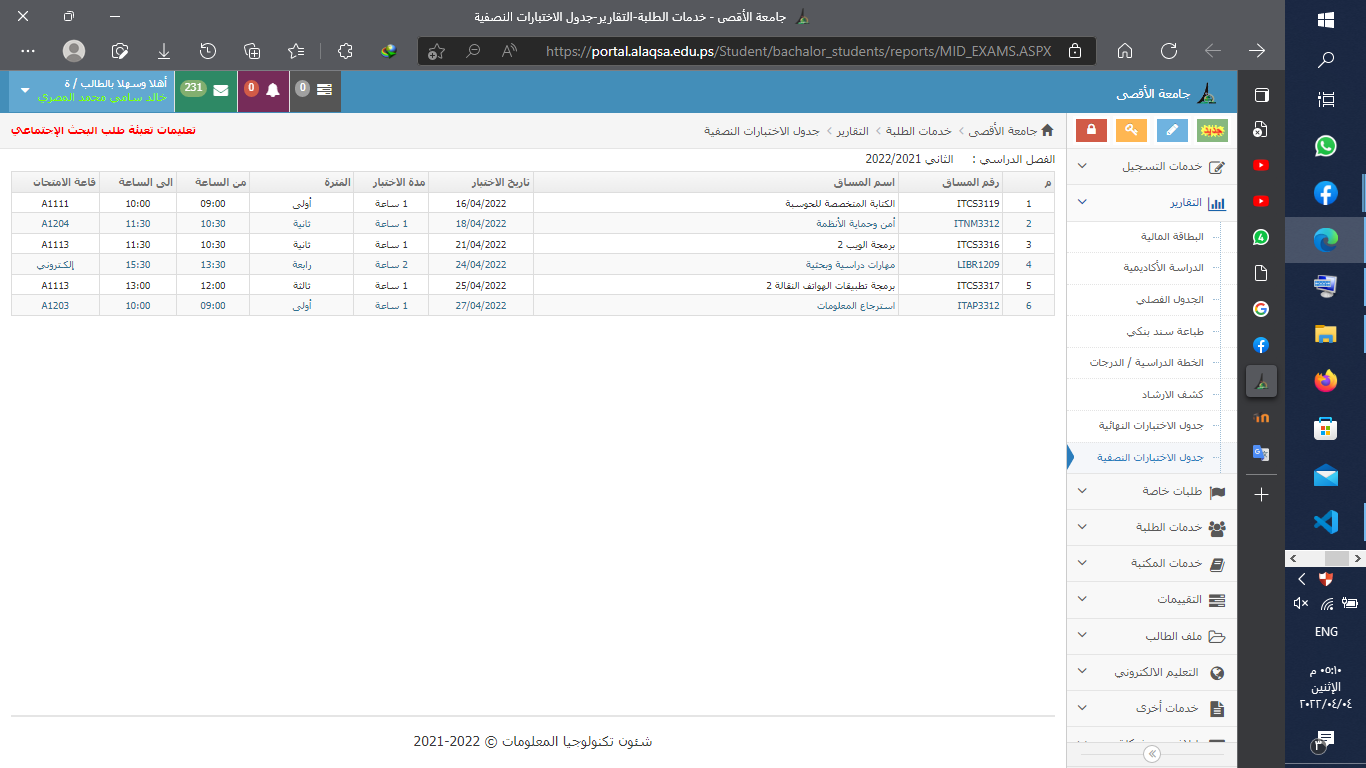 جامعة الأقصى - خدمات الطلبة-التقارير-جدول الاختبارات النصفية
https://portal.alaqsa.edu.ps/Student/bachalor_students/reports/MID_EXAMS.ASPX
جامعة الأقصى
0
0
231
أهلا وسهلا بالطالب / ة
خالد سامي محمد المصري
جديد
جامعة الأقصى > خدمات الطلبة > التقارير > جدول الاختبارات النصفية
تعليمات تعبئة طلب البحث الإجتماعي
الفصل الدراسي : الثاني 2022/2021
م رقم المساق اسم المساق تاريخ الاختبار مدة الاختبار الفترة من الساعة الى الساعة قاعة الامتحات
1 ITCS3119 الكتابة المتخصصة للحوسبة 16/04/2022 1 ساعة أولى 09:00 10:00 A1111
2 ITNM3312 أمن وحماية الأنظمة 18/04/2022 1 ساعة ثانية 10:30 11:30 A1204
3 ITCS3316 برمجة الويب 2 21/04/2022 1 ساعة ثانية 10:30 11:30 A1113
4 LIBR1209 مهارات دراسية وبحثية 24/04/2022 2 ساعة رابعة 13:30 15:30 إلكتروني
5 ITCS3317 برمجة تطبيقات الهواتف النقالة 2 25/04/2022 1 ساعة ثالثة 12:00 13:00 A1113
6 ITAP3312 استرجاع المعلومات 27/04/2022 1 ساعة أولى 09:00 10:00 A1203
خدمات التسجيل
التقارير
البطاقة المالية
الدراسة الأكاديمية
الجدول الفصلي
طباعة سند بنكي
الخطة الدراسية / الدرجات
كشف الارشاد
جدول الاختبارات النهائية
جدول الاختبارات النصفية
طلبات خاصة
خدمات الطلبة
خدمات المكتبة
التقييمات
ملف الطالب
التعليم الالكتروني
خدمات أخرى
شئون تكنولوجيا المعلومات © 2022-2021
4
ENG
٠٥:١٠ م
الإثنين
٢٠٢٢/٠٤/٠٤
٣